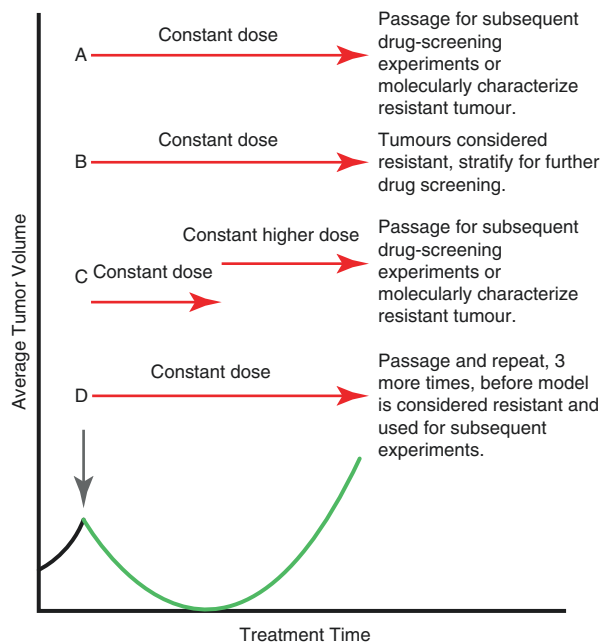 Constant dose
A
Passage for subsequent
drug-screening
experiments or
molecularly characterize
resistant tumour.
Constant dose
B
Tumours considered
resistant, stratify for further
drug screening.
Constant higher dose
C
Constant dose
Passage for subsequent
drug-screening
experiments or
molecularly characterize
resistant tumour.
Constant dose
D
Passage and repeat, 3
more times, before model
is considered resistant and
used for subsequent
experiments.
Average Tumor Volume
Treatment Time